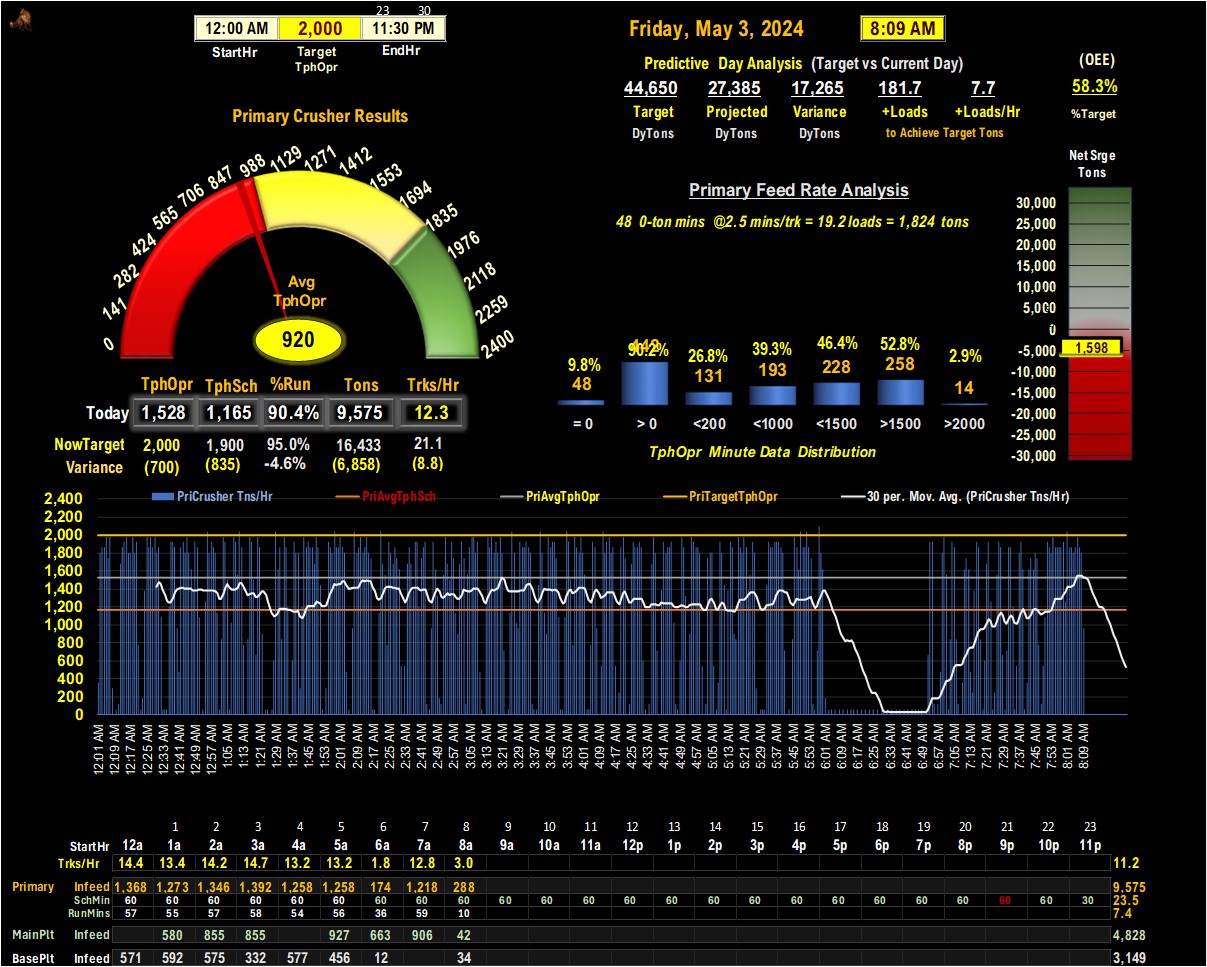 23 30
12:00 AM 2,000 11:30 PM
StartHr Target TphOpr EndHr
Friday, May 3, 2024 8:09 AM
Predictive Day Analysis (Target vs Current Day)
44,650 27,385 17,265 181.7 7.7
Target Projected Variance +Loads +Loads/Hr
DyTons DyTons DyTons to Achieve Target Tons
(OEE)
58.3%
%Target
Primary Crusher Results
0 141 282 424 565 706 847 988 1129 1271 1412 1553 1694 1835 1976 2118 2259 2400
Avg
TphOpr
920
TphOpr TphSch %Run Tons Trks/Hr
Today 1,528 1,165 90.4% 9,575 12.3
NowTarget 2,000 1,900 95.0% 16,433 21.1
Variance (700) (835) -4.6% (6,858) (8.8)
Primary Feed Rate Analysis
48 0-ton mins @2.5 mins/trk = 19.2 loads = 1,824 tons
9.8% 90.2% 26.8% 39.3% 46.4% 52.8% 2.9%
48 442 131 193 228 258 14
= 0 > 0 <200 <1000 <1500 >1500 >2000
TphOpr Minute Data Distribution
Net Srge
Tons
30,000
25,000
20,000
15,000
10,000
5,000
0
-5,000
-10,000
-15,000
-20,000
-25,000
-30,000
1,598
PriCrusher Tns/Hr PriAvgTphSch PriAvgTphOpr PriTargetTphOpr 30 per. Mov. Avg. (PriCrusher Tns/Hr)
2,400
2,200
2,000
1,800
1,600
1,400
1,200
1,000
800
600
400
200
0
12:01 AM 12:09 AM 12:17 AM 12:25 AM 12:33 AM 12:41 AM 12:49 AM 12:57 AM 1:05 AM 1:13 AM 1:21 AM 1:29 AM 1:37 AM 1:45 AM 1:53 AM 2:01 AM 2:09 AM 2:17 AM 2:25 AM 2:33 AM 2:41 AM 2:49 AM 2:57 AM 3:05 AM 3:13 AM 3:21 AM 3:29 AM 3:37 AM 3:45 AM 3:53 AM 4:01 AM 4:09 AM 4:17 AM 4:25 AM 4:33 AM 4:41 AM 4:49 AM 4:57 AM 5:05 AM 5:13 AM 5:21 AM 5:29 AM 5:37 AM 5:45 AM 5:53 AM 6:01 AM 6:09 AM 6:17 AM 6:25 AM 6:33 AM 6:41 AM 6:49 AM 6:57 AM 7:05 AM 7:13 AM 7:21 AM 7:29 AM 7:37 AM 7:45 AM 7:53 AM 8:01 AM 8:09 AM
1 2 3 4 5 6 7 8 9 10 11 12 13 14 15 16 17 18 19 20 21 22 23
StartHr 12a 1a 2a 3a 4a 5a 6a 7a 8a 9a 10a 11a 12p 1p 2p 3p 4p 5p 6p 7p 8p 9p 10p 11p
Trks/Hr 14.4 13.4 14.2 14.7 13.2 13.2 1.8 12.8 3.0 11.2
Primary Infeed 1,368 1,273 1,346 1,392 1,258 1,258 174 1,218 288 9,575
SchMin 60 60 60 60 60 60 60 60 60 60 60 60 60 60 60 60 60 60 60 60 60 60 60 30 23.5
RunMins 57 55 57 58 54 56 36 59 10 7.4
MainPlt Infeed 580 855 855 927 663 906 42 4,828
BasePlt Infeed 571 592 575 332 577 456 12 34 3,149